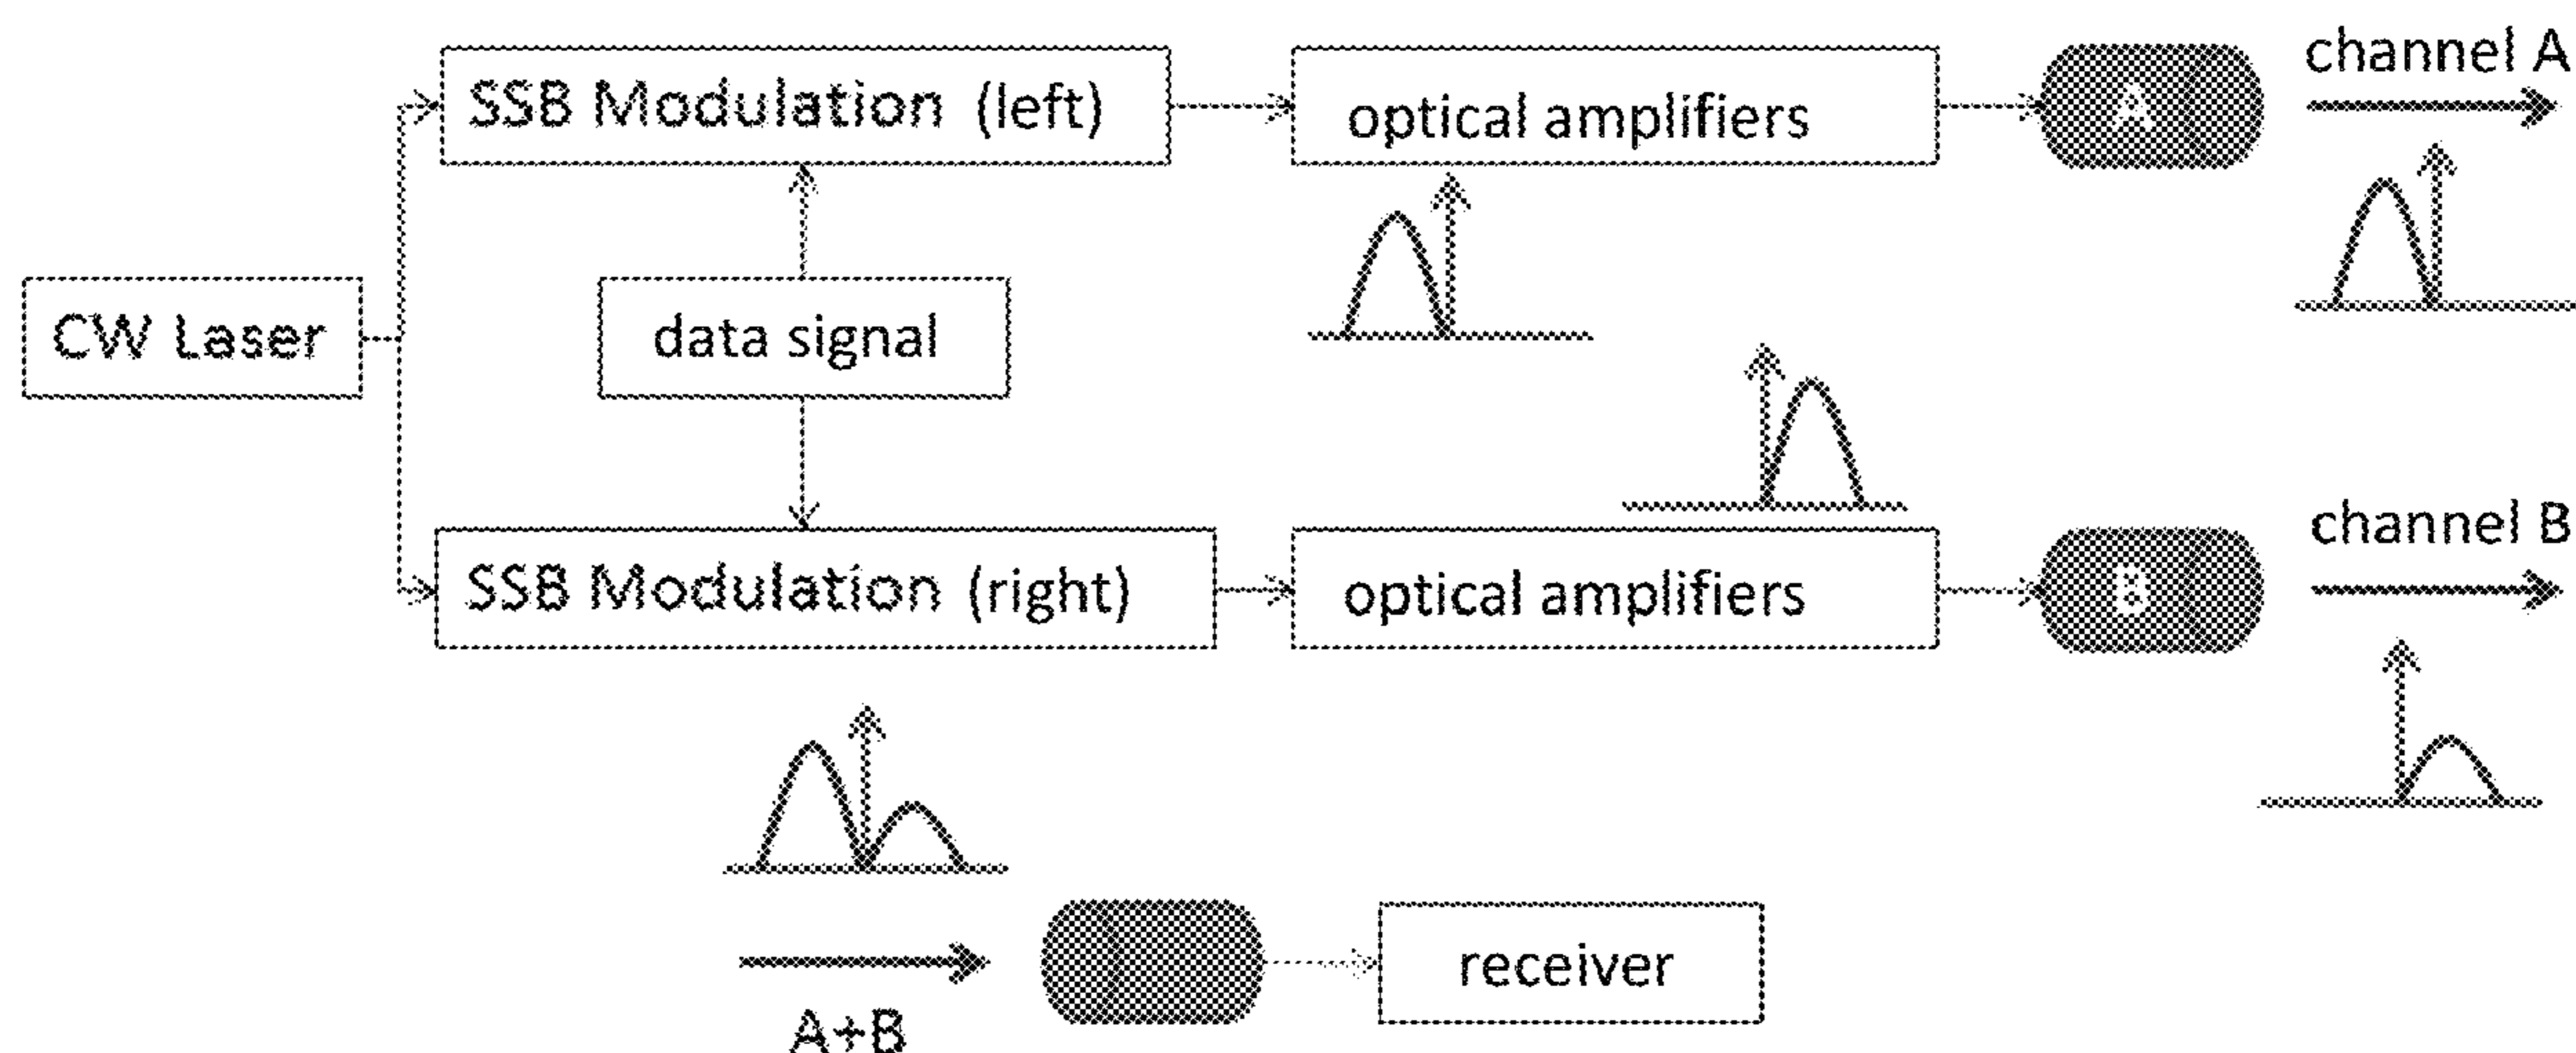 channel A
SSB Modulation (left)
optical amplifiers
A
CW Laser
data signal
channel B
SSB Modulation (right)
optical amplifiers
B
receiver
A+B